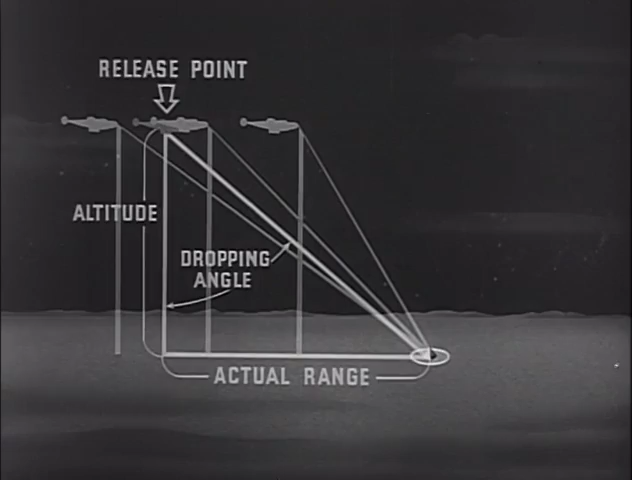 RELEASE POINT
ALTITUDE
DROPPING
ANGLE
ACTUAL RANGE